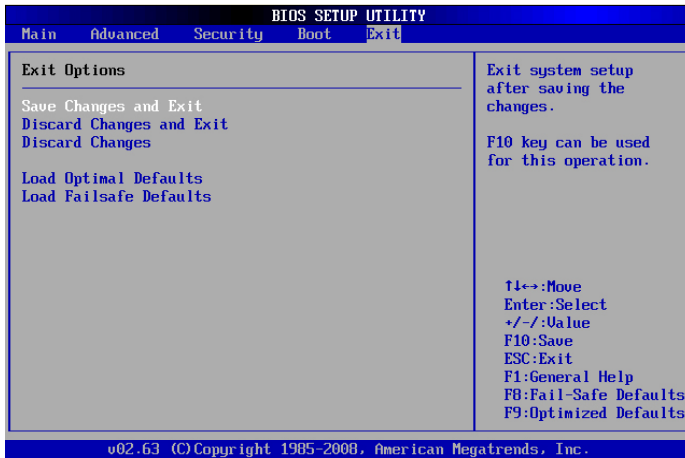 BIOS SETUP UTILITY
Main Advanced Security Boot Exit
Exit Options
Save Changes and Exit
Discard Changes and Exit
Discard Changes
Load Optimal Defaults
Load Failsafe Defaults
Exit system setup
after saving the
changes.
F10 key can be used
for this operation.
↑↓↔:Move
Enter:Select
+/-/:Value
F10:Save
ESC:Exit
F1:General Help
F8:Fail-Safe Defaults
F9:Optimized Defaults
v02.63 (C)Copyright 1985-2008, American Megatrends, Inc.